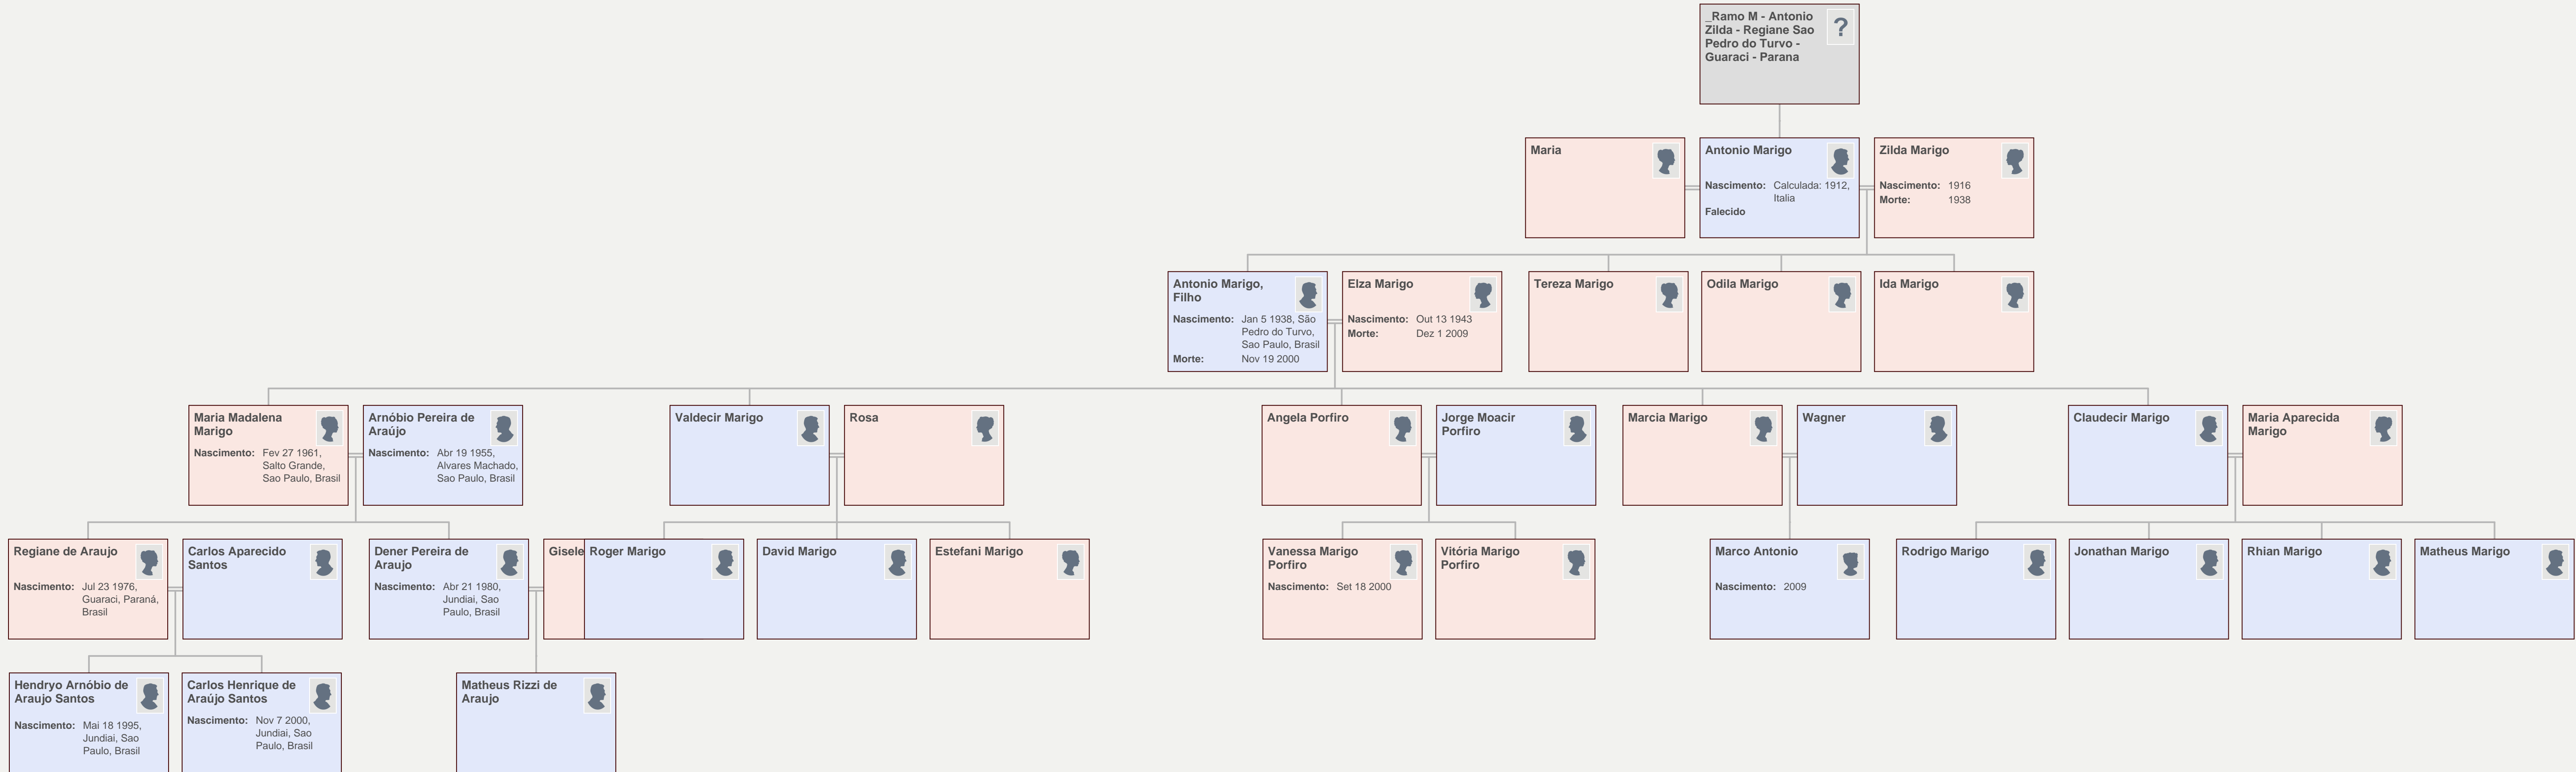 _Ramo M - Antonio
Zilda - Regiane Sao
Pedro do Turvo -
Guaraci - Parana
?
Maria
Antonio Marigo
Nascimento: Calculada: 1912,
Italia
Falecido
Zilda Marigo
Nascimento: 1916
Morte: 1938
Antonio Marigo,
Filho
Nascimento: Jan 5 1938, São
Pedro do Turvo,
Sao Paulo, Brasil
Morte: Nov 19 2000
Elza Marigo
Nascimento: Out 13 1943
Morte: Dez 1 2009
Tereza Marigo
Odila Marigo
Ida Marigo
Maria Madalena
Marigo
Nascimento: Fev 27 1961,
Salto Grande,
Sao Paulo, Brasil
Arnóbio Pereira de
Araújo
Nascimento: Abr 19 1955,
Alvares Machado,
Sao Paulo, Brasil
Valdecir Marigo
Rosa
Angela Porfiro
Jorge Moacir
Porfiro
Marcia Marigo
Wagner
Claudecir Marigo
Maria Aparecida
Marigo
Regiane de Araujo
Nascimento: Jul 23 1976,
Guaraci, Paraná,
Brasil
Carlos Aparecido
Santos
Dener Pereira de
Araujo
Nascimento: Abr 21 1980,
Jundiai, Sao
Paulo, Brasil
Gisele
Roger Marigo
David Marigo
Estefani Marigo
Vanessa Marigo
Porfiro
Nascimento: Set 18 2000
Vitória Marigo
Porfiro
Marco Antonio
Nascimento: 2009
Rodrigo Marigo
Jonathan Marigo
Rhian Marigo
Matheus Marigo
Hendryo Arnóbio de
Araujo Santos
Nascimento: Mai 18 1995,
Jundiai, Sao
Paulo, Brasil
Carlos Henrique de
Araújo Santos
Nascimento: Nov 7 2000,
Jundiai, Sao
Paulo, Brasil
Matheus Rizzi de
Araujo